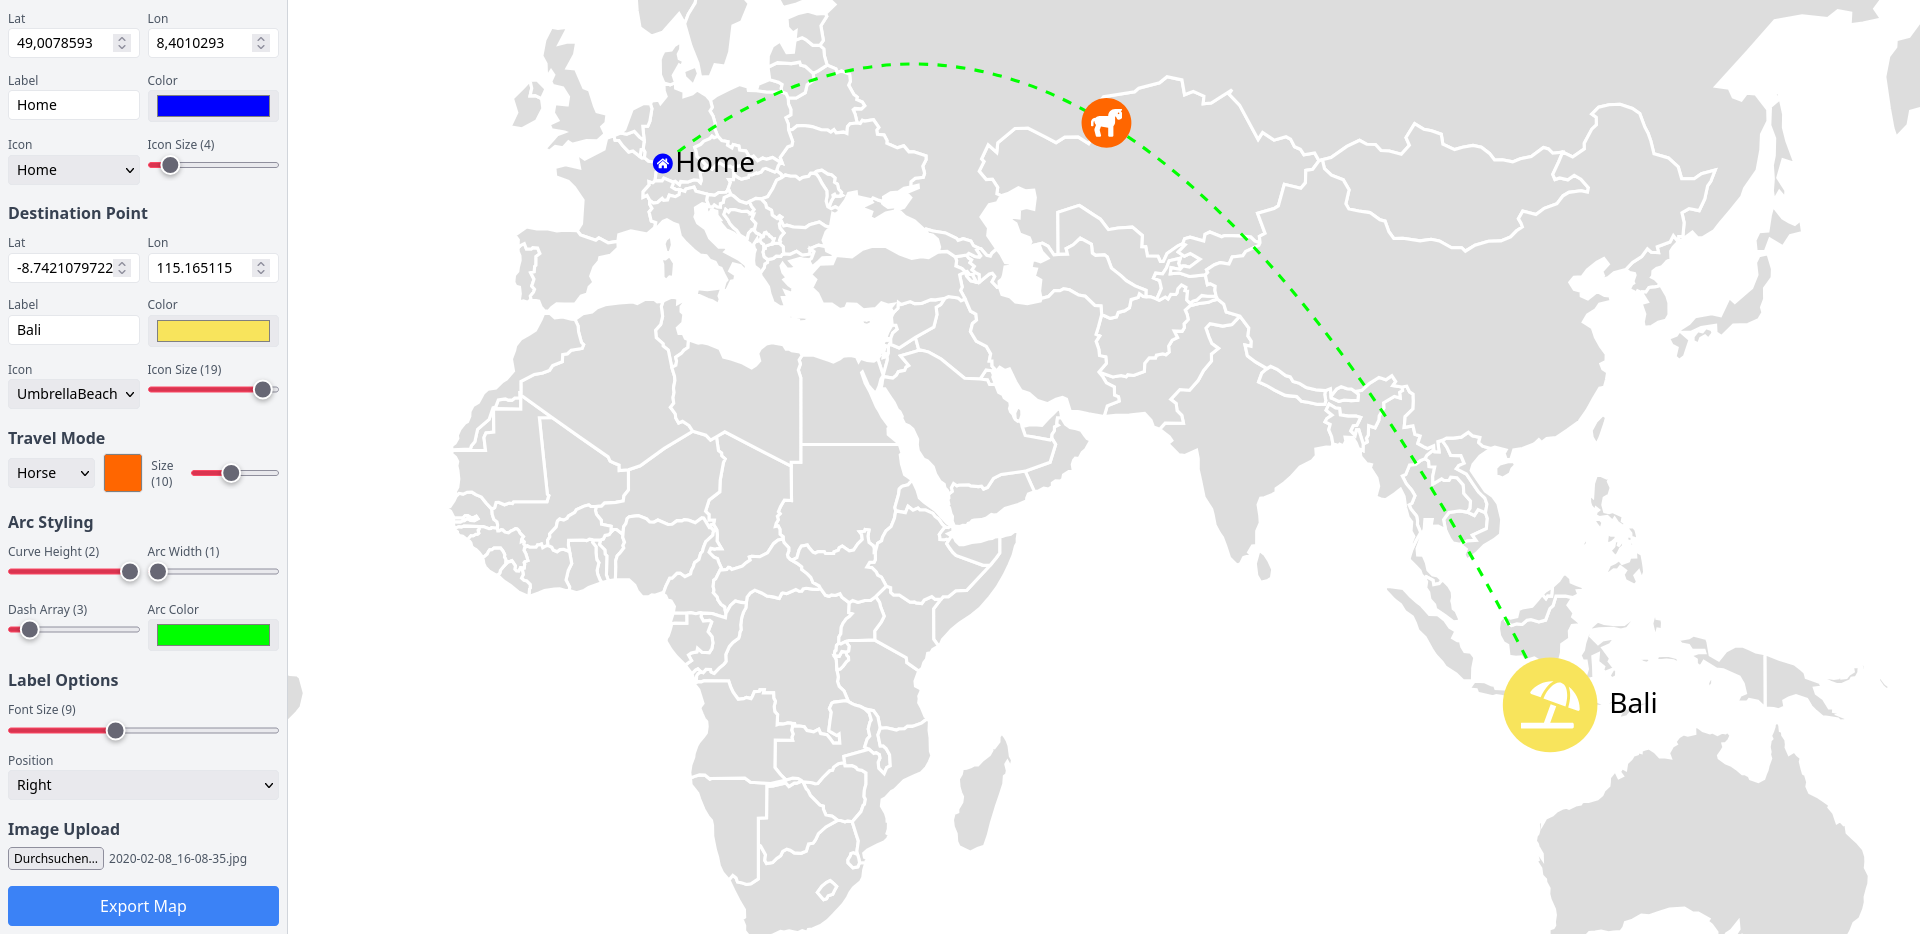 Lat Lon
49,0078593 8,4010293
Label Color
Home
Icon Icon Size (4)
Home
Destination Point
Lat Lon
-8.7421079722 115.165115
Label Color
Bali
Icon Icon Size (19)
UmbrellaBeach
Travel Mode
Horse Size
(10)
Arc Styling
Curve Height (2) Arc Width (1)
Dash Array (3) Arc Color
Label Options
Font Size (9)
Position
Right
Image Upload
Durchsuchen... 2020-02-08_16-08-35.jpg
Export Map
Home
Bali